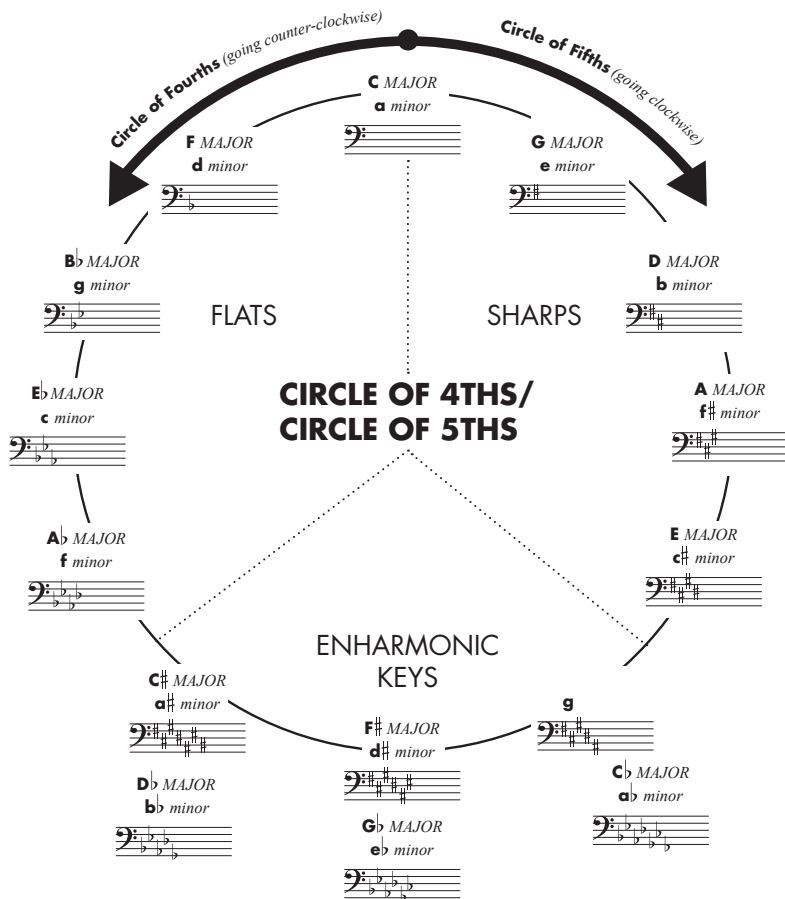 Circle of Fourths (going counter-clockwise)
Circle of Fifths (going clockwise)
C MAJOR
a minor
F MAJOR
d minor
G MAJOR
e minor
B♭ MAJOR
g minor
D MAJOR
b minor
FLATS
SHARPS
E♭ MAJOR
c minor
CIRCLE OF 4THS/
CIRCLE OF 5THS
A MAJOR
f♯ minor
A♭ MAJOR
f minor
E MAJOR
c♯ minor
ENHARMONIC
KEYS
C♯ MAJOR
a♯ minor
F♯ MAJOR
d♯ minor
g
D♭ MAJOR
b♭ minor
C♭ MAJOR
a♭ minor
G♭ MAJOR
e♭ minor